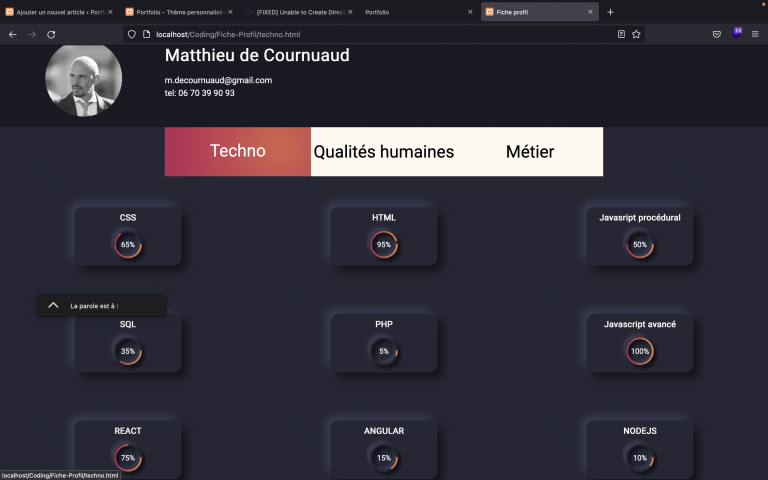 Ajouter un nouvel article ‹ Portf
Portfolio – Thème personnalisé
[FIXED] Unable to Create Direct
Portfolio
Fiche profil
localhost/Coding/Fiche-Profil/techno.html
23
Matthieu de Cournuaud
m.decournuaud@gmail.com
tel: 06 70 39 90 93
Techno
Qualités humaines
Métier
CSS
65%
HTML
95%
Javasript procédural
50%
La parole est à :
SQL
35%
PHP
5%
Javascript avancé
100%
REACT
75%
ANGULAR
15%
NODEJS
10%
localhost/Coding/Fiche-Profil/techno.html